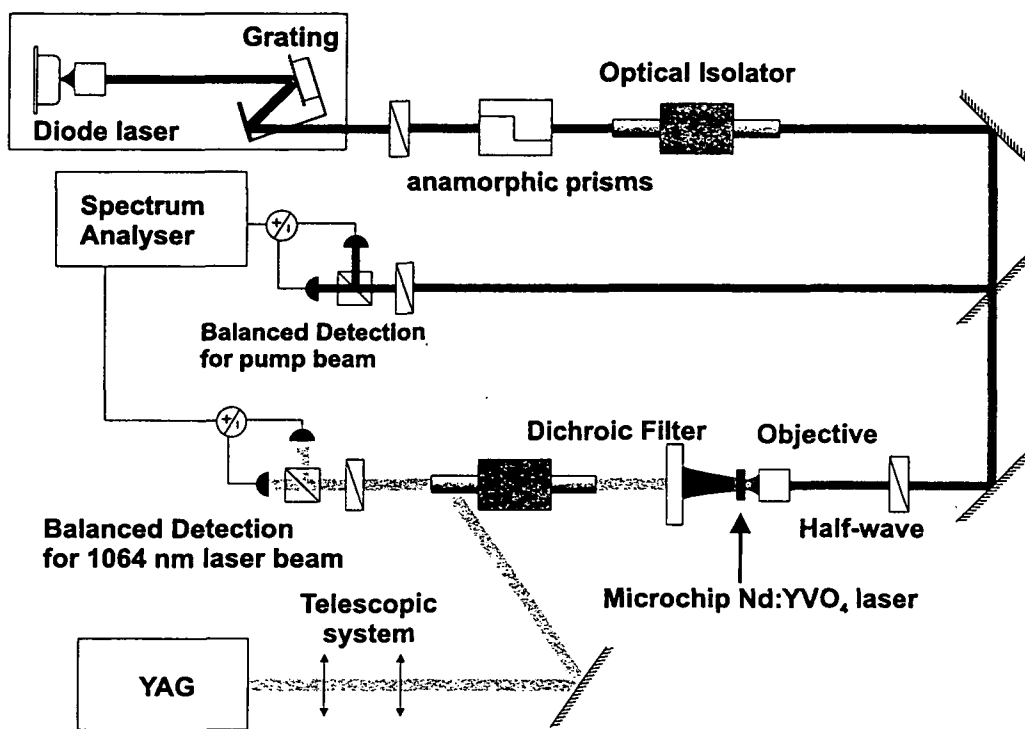 Grating
Diode laser
Optical Isolator
anamorphic prisms
Spectrum
Analyser
+/-
Balanced Detection
for pump beam
+/-
Dichroic Filter
Objective
Balanced Detection
for 1064 nm laser beam
Half-wave
Microchip Nd:YVO₄ laser
Telescopic
system
YAG